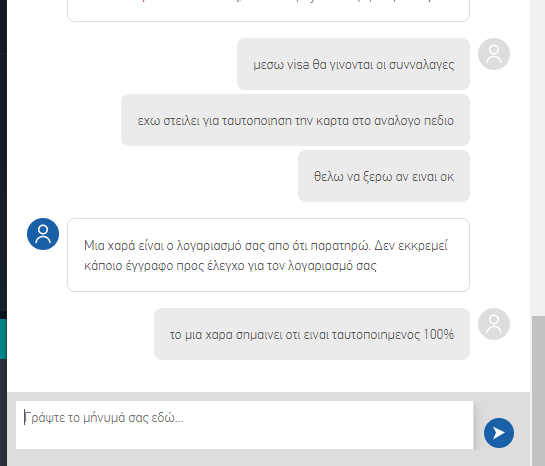 μεσω visa θα γινονται οι συνναλαγες
εχω στειλει για ταυτοποιηση την καρτα στο αναλογο πεδιο
θελω να ξερω αν ειναι οκ
Μια χαρά είναι ο λογαριασμό σας απο ότι παρατηρώ. Δεν εκκρεμεί
κάποιο έγγραφο προς έλεγχο για τον λογαριασμό σας
το μια χαρα σημαινει οτι ειναι ταυτοποιημενος 100%
Γράψτε το μήνυμά σας εδώ...